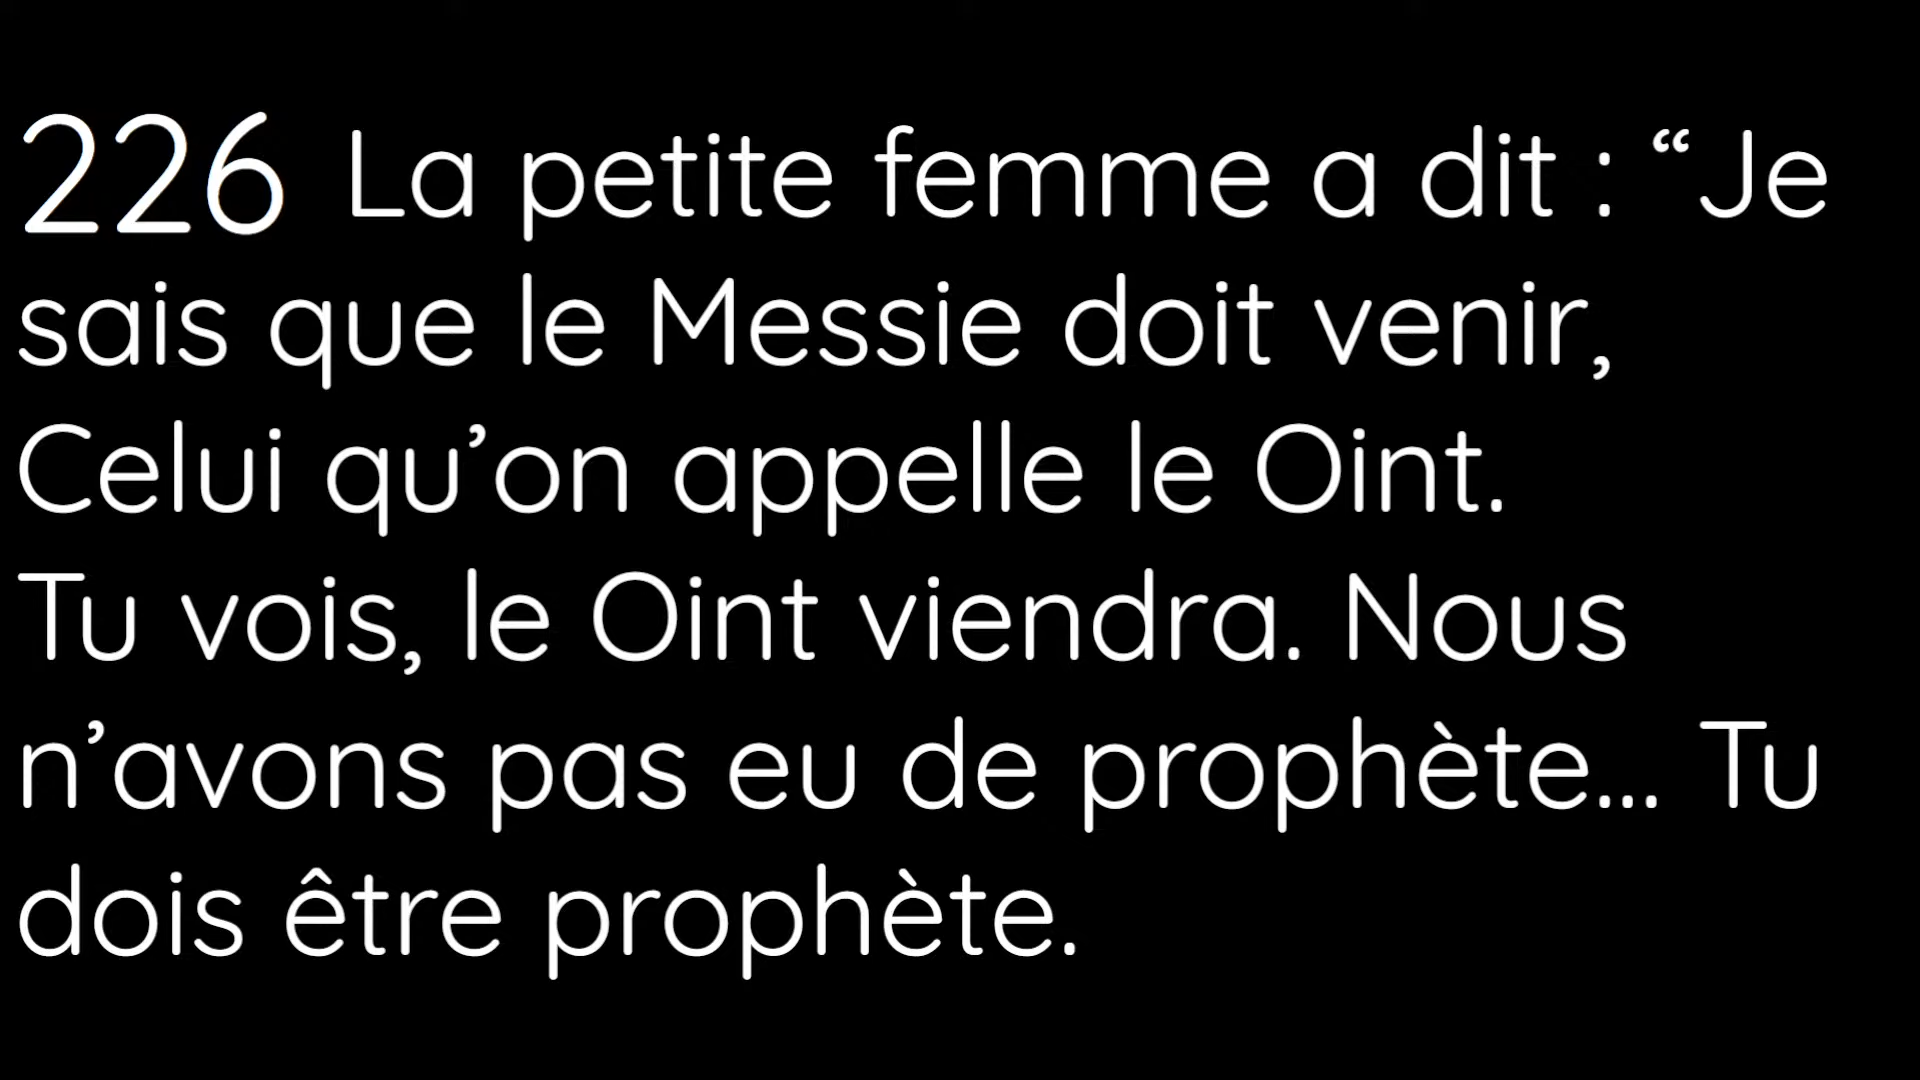 226 La petite femme a dit : “Je
sais que le Messie doit venir,
Celui qu’on appelle le Oint.
Tu vois, le Oint viendra. Nous
n’avons pas eu de prophète... Tu
dois être prophète.